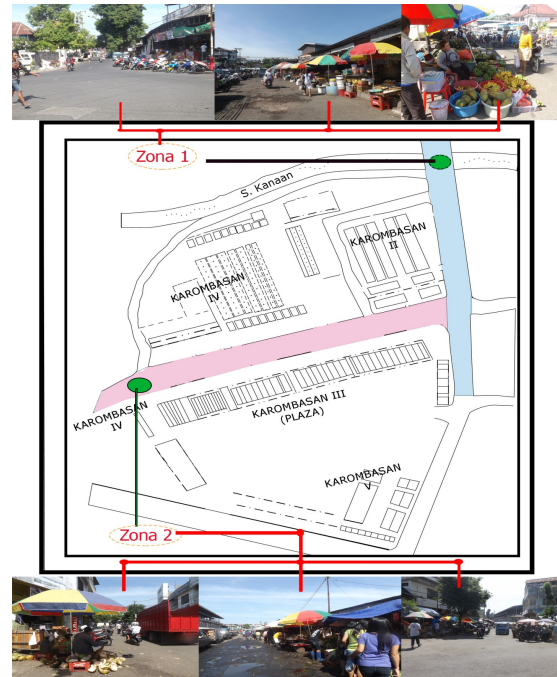 Zona 1
S. Kanaan
KAROMBASAN
II
KAROMBASAN
IV
KAROMBASAN
IV
KAROMBASAN III
(PLAZA)
KAROMBASAN
V
Zona 2